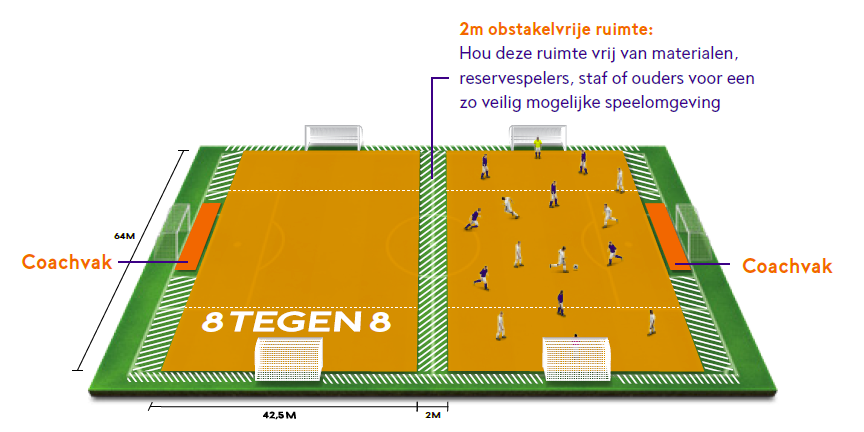 2m obstakelvrije ruimte:
Hou deze ruimte vrij van materialen,
reservespelers, staf of ouders voor een
zo veilig mogelijke speelomgeving
64M
Coachvak
Coachvak
8 TEGEN 8
42,5M
2M